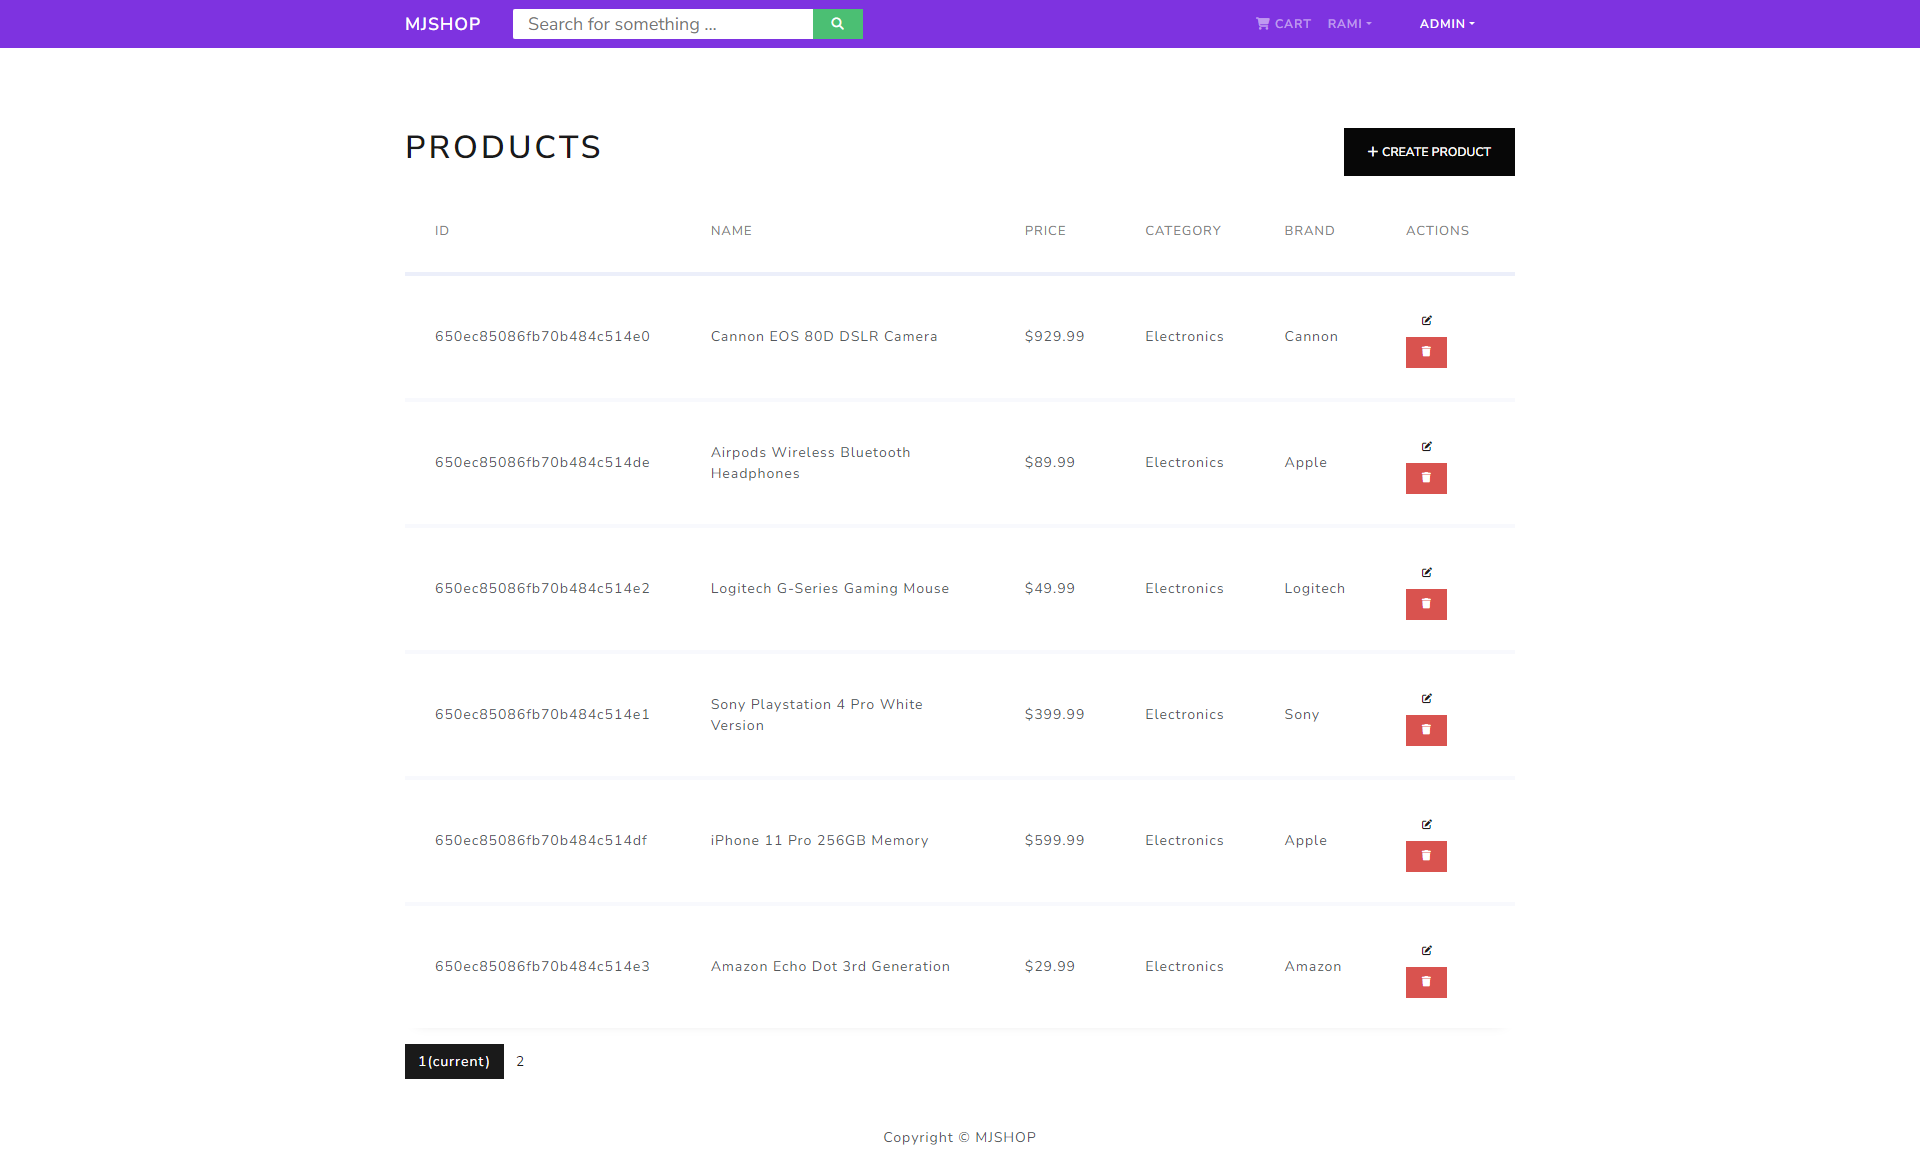 MJSHOP
Search for something ...
CART
RAMI
ADMIN
PRODUCTS
CREATE PRODUCT
ID NAME PRICE CATEGORY BRAND ACTIONS
650ec85086fb70b484c514e0 Cannon EOS 80D DSLR Camera $929.99 Electronics Cannon
650ec85086fb70b484c514de Airpods Wireless Bluetooth
Headphones $89.99 Electronics Apple
650ec85086fb70b484c514e2 Logitech G-Series Gaming Mouse $49.99 Electronics Logitech
650ec85086fb70b484c514e1 Sony Playstation 4 Pro White
Version $399.99 Electronics Sony
650ec85086fb70b484c514df iPhone 11 Pro 256GB Memory $599.99 Electronics Apple
650ec85086fb70b484c514e3 Amazon Echo Dot 3rd Generation $29.99 Electronics Amazon
1(current) 2
Copyright © MJSHOP